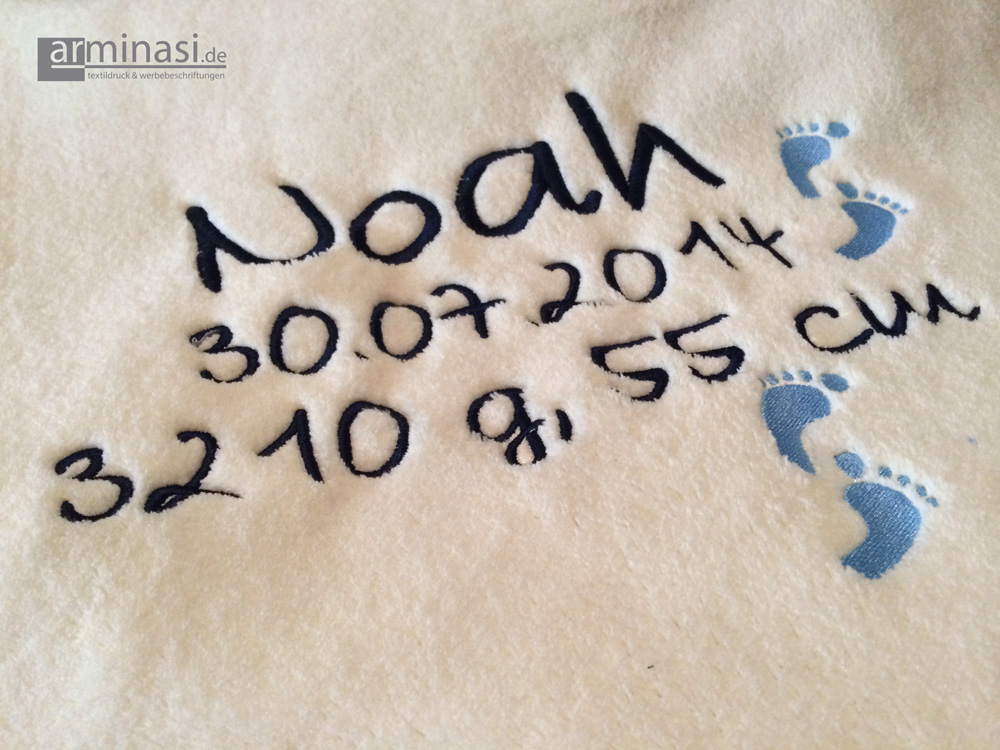 arminasi.de
textildruck & werbebeschriftungen
Noah
30.07 2014
3210 g, 55 cm